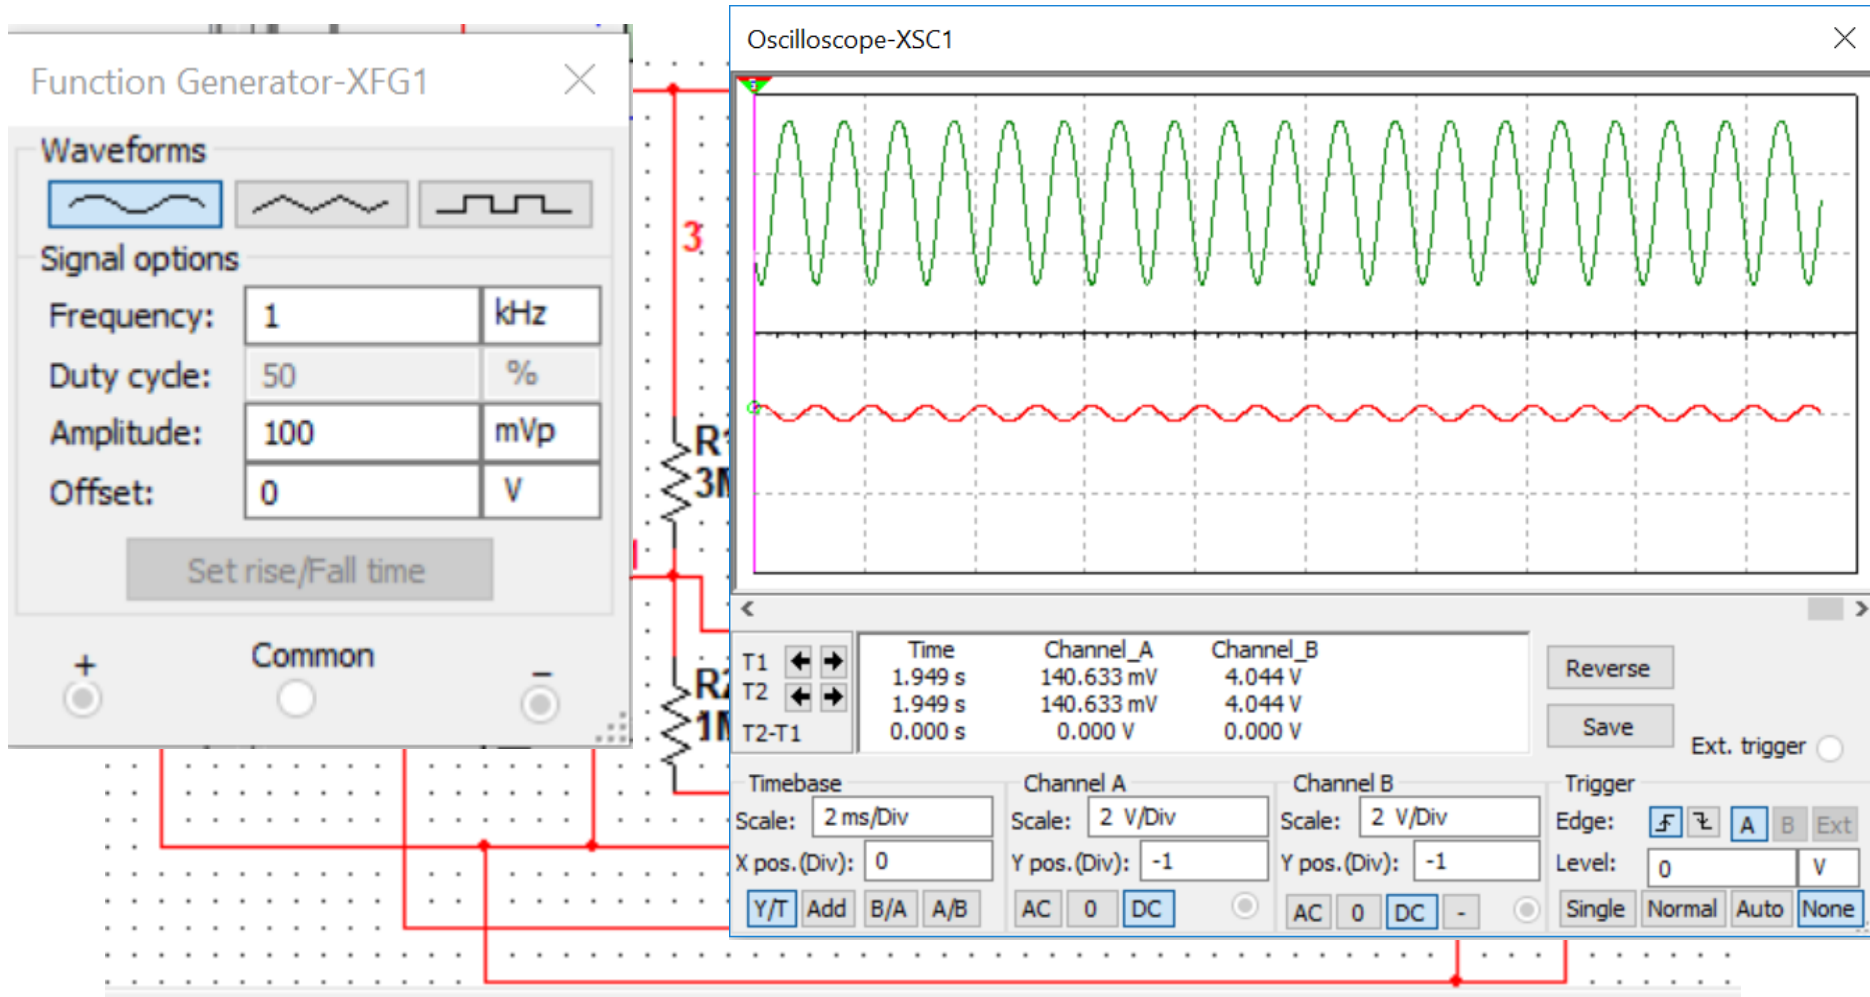 Function Generator-XFG1
Waveforms
Signal options
Frequency: 1 kHz
Duty cycle: 50 %
Amplitude: 100 mVp
Offset: 0 V
Set rise/Fall time
+ Common −
3
R1
3M
R2
1M
Oscilloscope-XSC1
Time Channel_A Channel_B
T1 1.949 s 140.633 mV 4.044 V
T2 1.949 s 140.633 mV 4.044 V
T2-T1 0.000 s 0.000 V 0.000 V
Reverse
Save
Ext. trigger
Timebase
Scale: 2 ms/Div
X pos.(Div): 0
Y/T Add B/A A/B
Channel A
Scale: 2 V/Div
Y pos.(Div): -1
AC 0 DC
Channel B
Scale: 2 V/Div
Y pos.(Div): -1
AC 0 DC -
Trigger
Edge: A B Ext
Level: 0 V
Single Normal Auto None